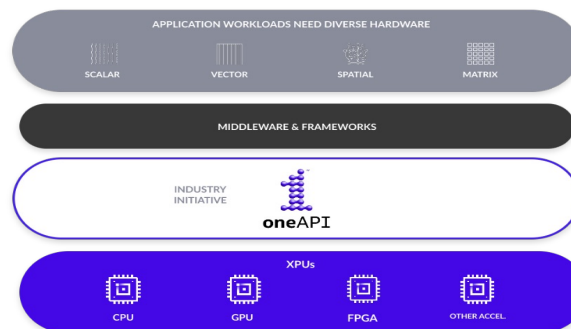 APPLICATION WORKLOADS NEED DIVERSE HARDWARE
SCALAR VECTOR SPATIAL MATRIX
MIDDLEWARE & FRAMEWORKS
INDUSTRY
INITIATIVE
oneAPI
XPUs
CPU GPU FPGA OTHER ACCEL.